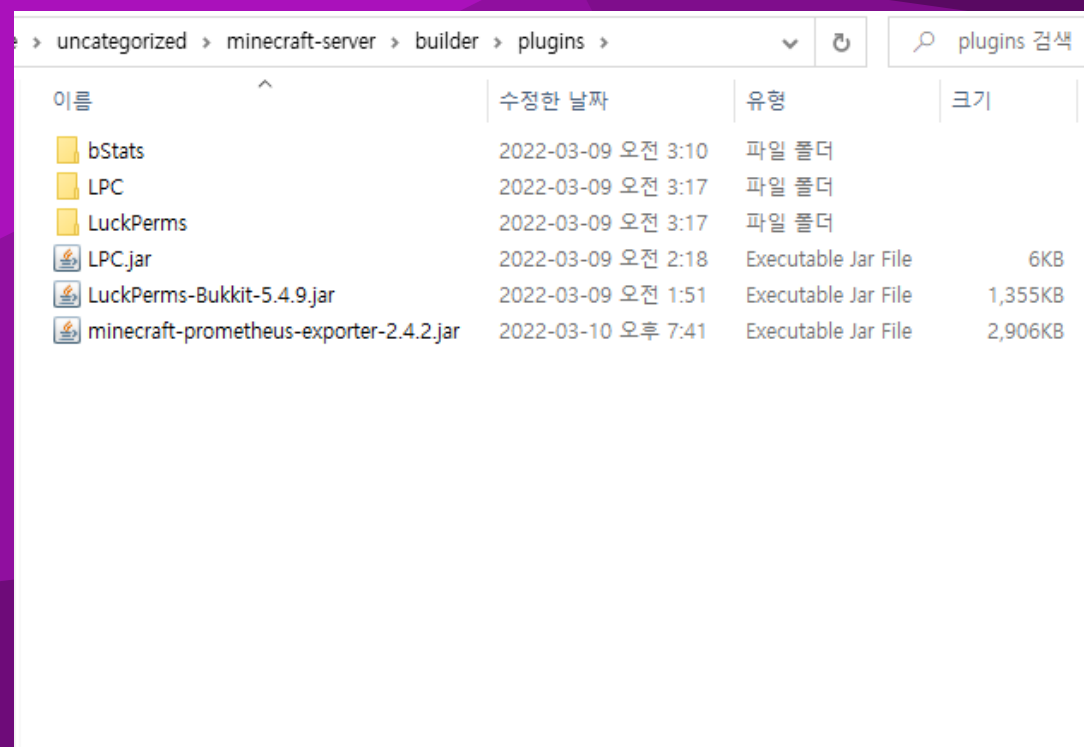 uncategorized > minecraft-server > builder > plugins > plugins 검색
이름 수정한 날짜 유형 크기
bStats 2022-03-09 오전 3:10 파일 폴더
LPC 2022-03-09 오전 3:17 파일 폴더
LuckPerms 2022-03-09 오전 3:17 파일 폴더
LPC.jar 2022-03-09 오전 2:18 Executable Jar File 6KB
LuckPerms-Bukkit-5.4.9.jar 2022-03-09 오전 1:51 Executable Jar File 1,355KB
minecraft-prometheus-exporter-2.4.2.jar 2022-03-10 오후 7:41 Executable Jar File 2,906KB